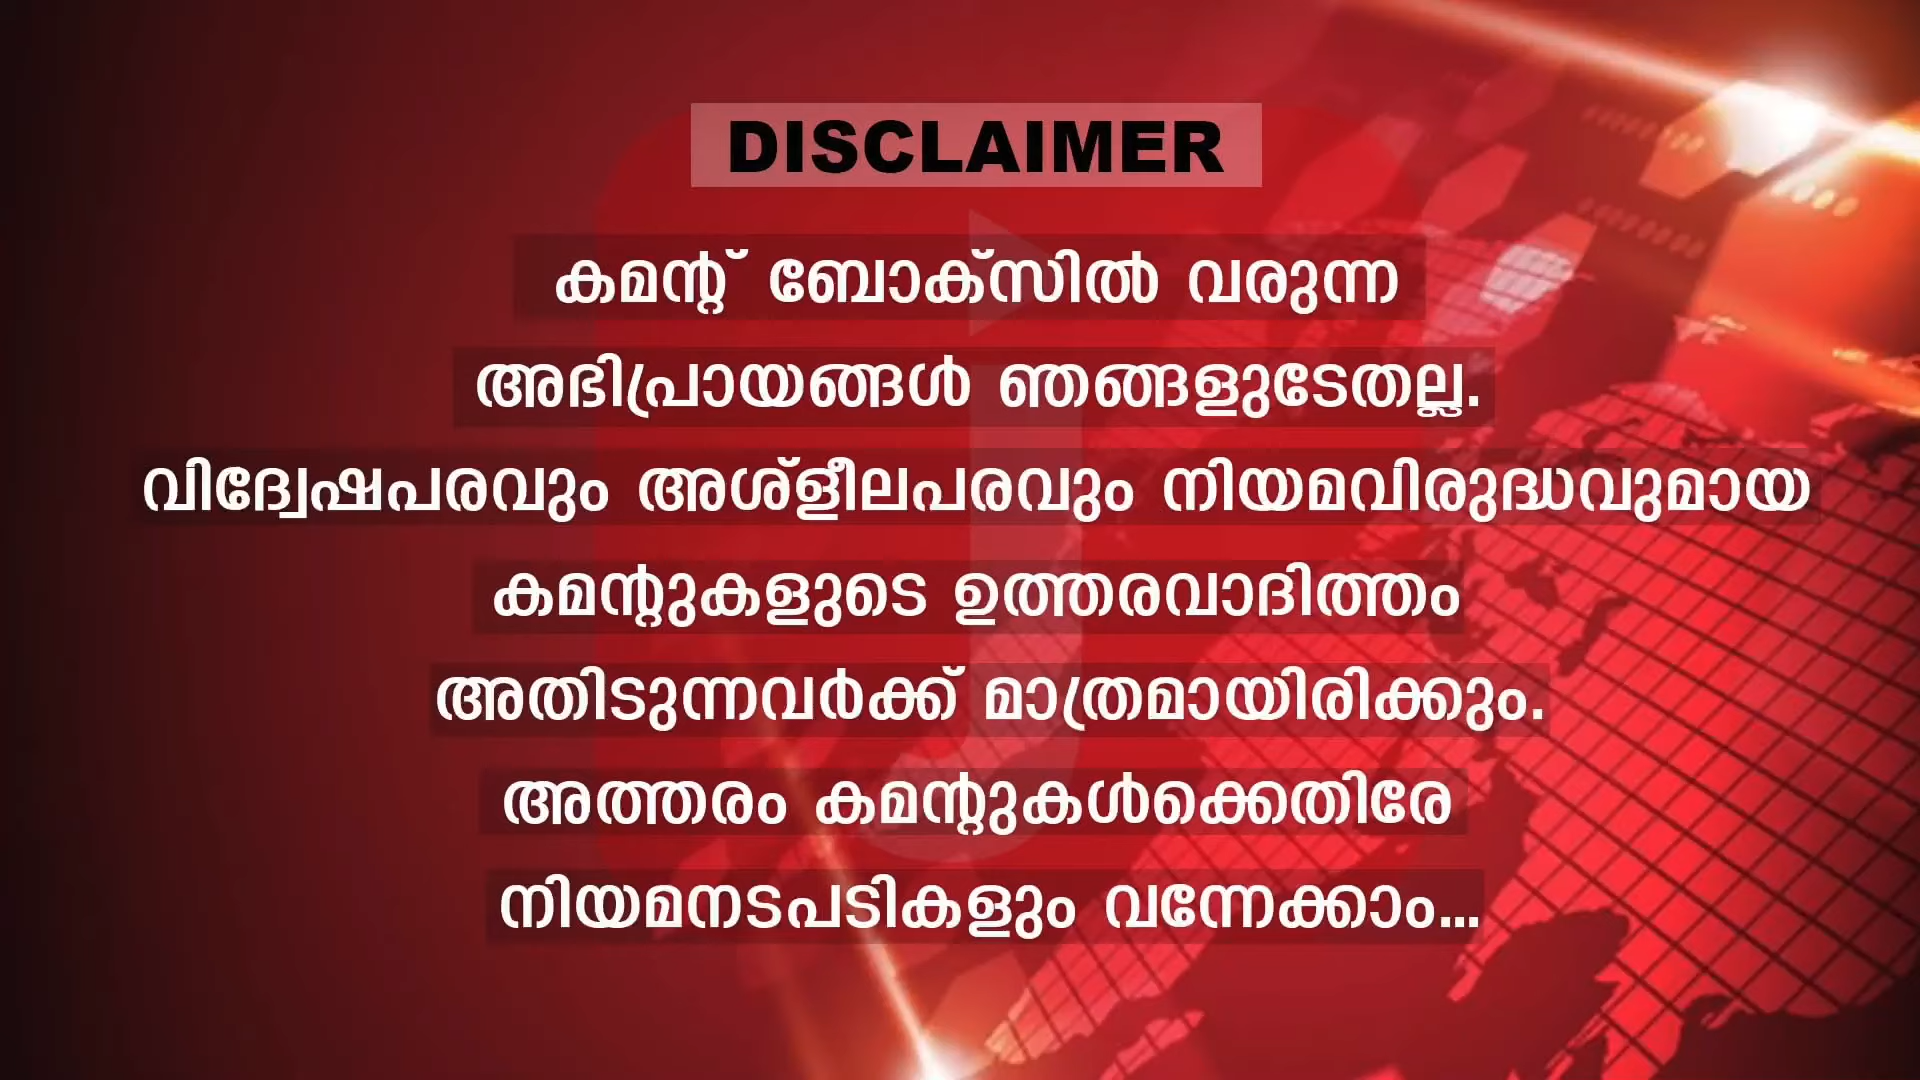 DISCLAIMER
കമന്റ് ബോക്സിൽ വരുന്ന
അഭിപ്രായങ്ങൾ ഞങ്ങളുടേതല്ല.
വിദ്വേഷപരവും അശ്ളീലപരവും നിയമവിരുദ്ധവുമായ
കമന്റുകളുടെ ഉത്തരവാദിത്തം
അതിടുന്നവർക്ക് മാത്രമായിരിക്കും.
അത്തരം കമന്റുകൾക്കെതിരേ
നിയമനടപടികളും വന്നേക്കാം...